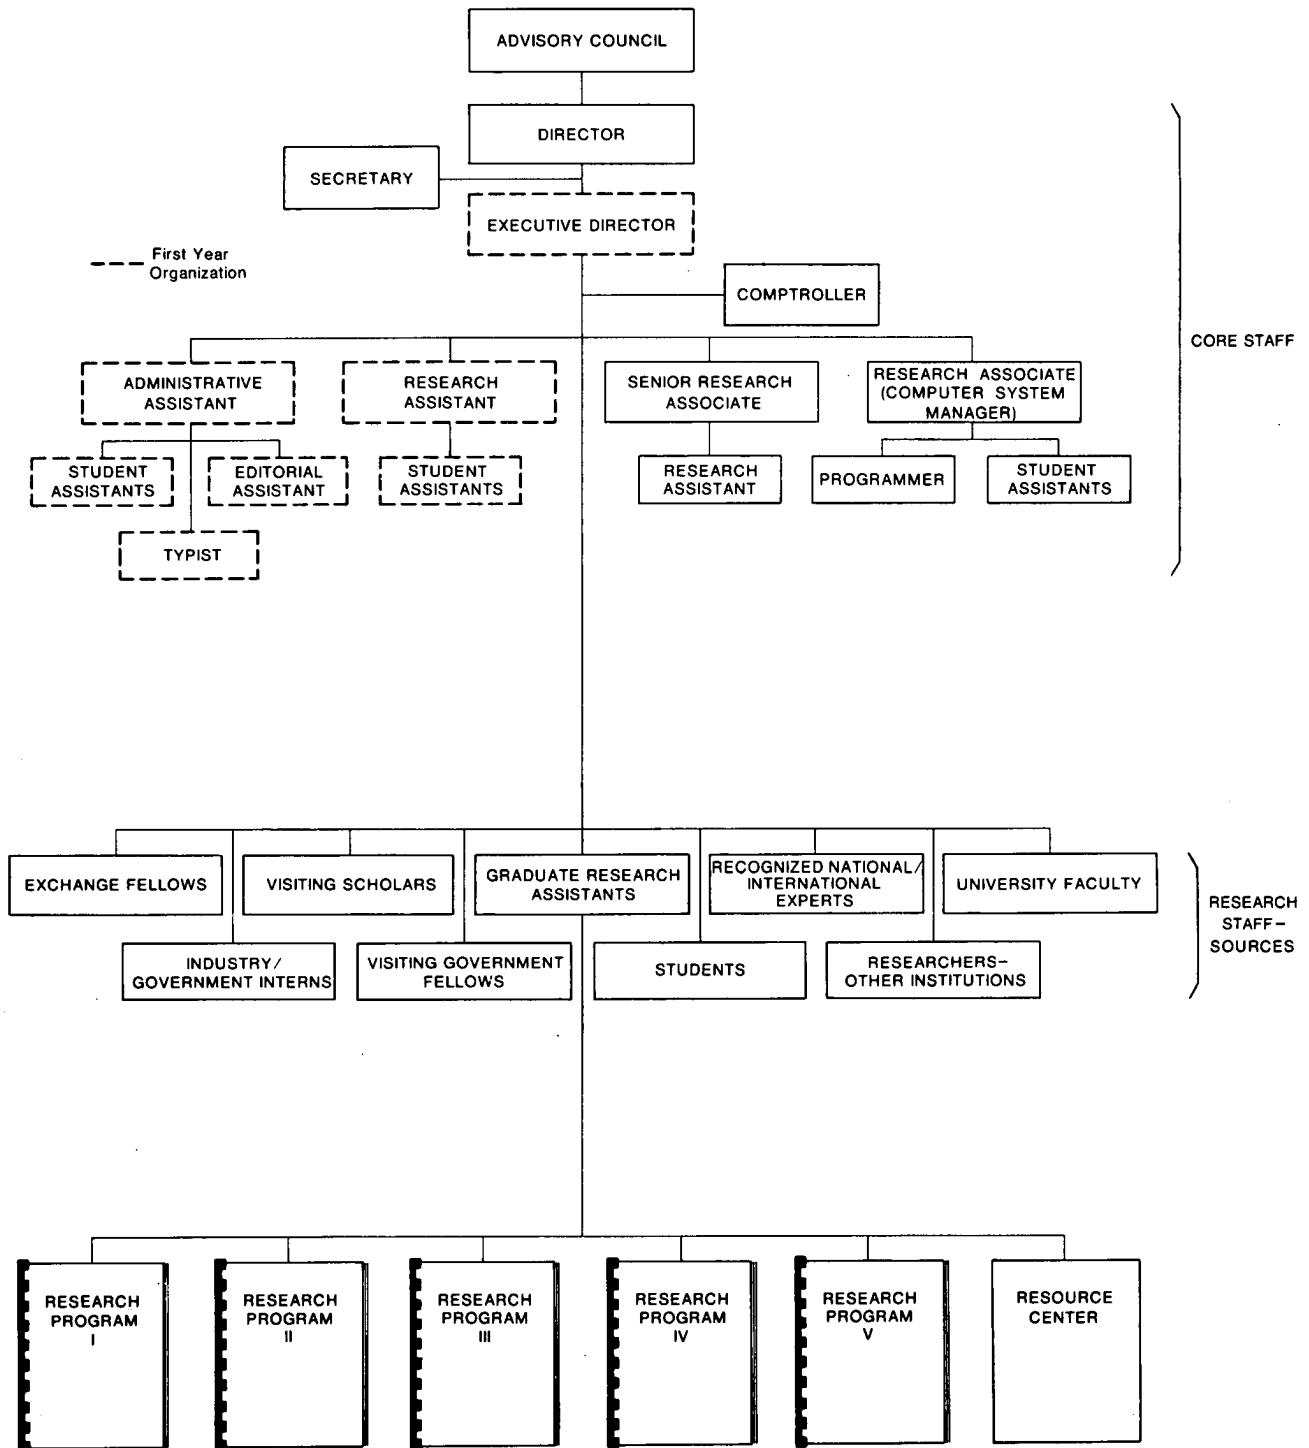 ADVISORY COUNCIL
DIRECTOR
SECRETARY
EXECUTIVE DIRECTOR
First Year
Organization
COMPTROLLER
CORE STAFF
ADMINISTRATIVE
ASSISTANT
RESEARCH
ASSISTANT
SENIOR RESEARCH
ASSOCIATE
RESEARCH ASSOCIATE
(COMPUTER SYSTEM
MANAGER)
STUDENT
ASSISTANTS
EDITORIAL
ASSISTANT
STUDENT
ASSISTANTS
RESEARCH
ASSISTANT
PROGRAMMER
STUDENT
ASSISTANTS
TYPIST
EXCHANGE FELLOWS
VISITING SCHOLARS
GRADUATE RESEARCH
ASSISTANTS
RECOGNIZED NATIONAL/
INTERNATIONAL
EXPERTS
UNIVERSITY FACULTY
RESEARCH
STAFF–
SOURCES
INDUSTRY/
GOVERNMENT INTERNS
VISITING GOVERNMENT
FELLOWS
STUDENTS
RESEARCHERS–
OTHER INSTITUTIONS
RESEARCH
PROGRAM
I
RESEARCH
PROGRAM
II
RESEARCH
PROGRAM
III
RESEARCH
PROGRAM
IV
RESEARCH
PROGRAM
V
RESOURCE
CENTER